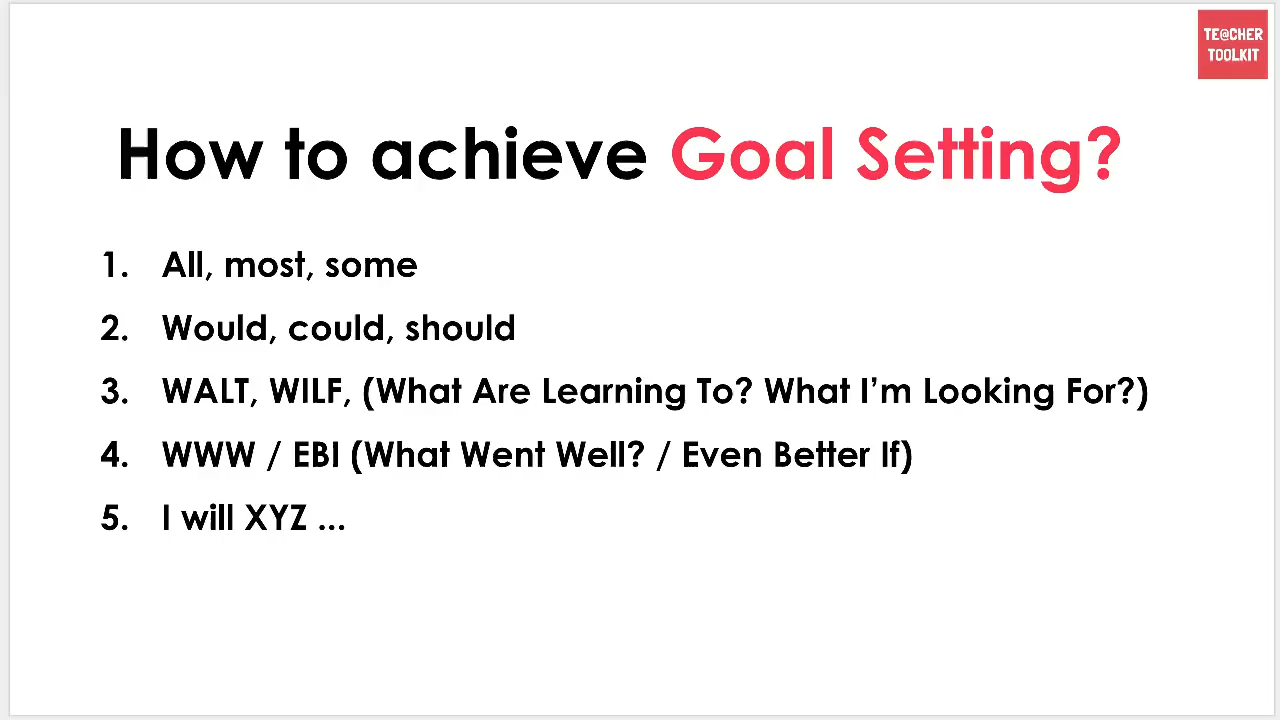 TE@CHER
TOOLKIT
How to achieve Goal Setting?
1. All, most, some
2. Would, could, should
3. WALT, WILF, (What Are Learning To? What I’m Looking For?)
4. WWW / EBI (What Went Well? / Even Better If)
5. I will XYZ ...